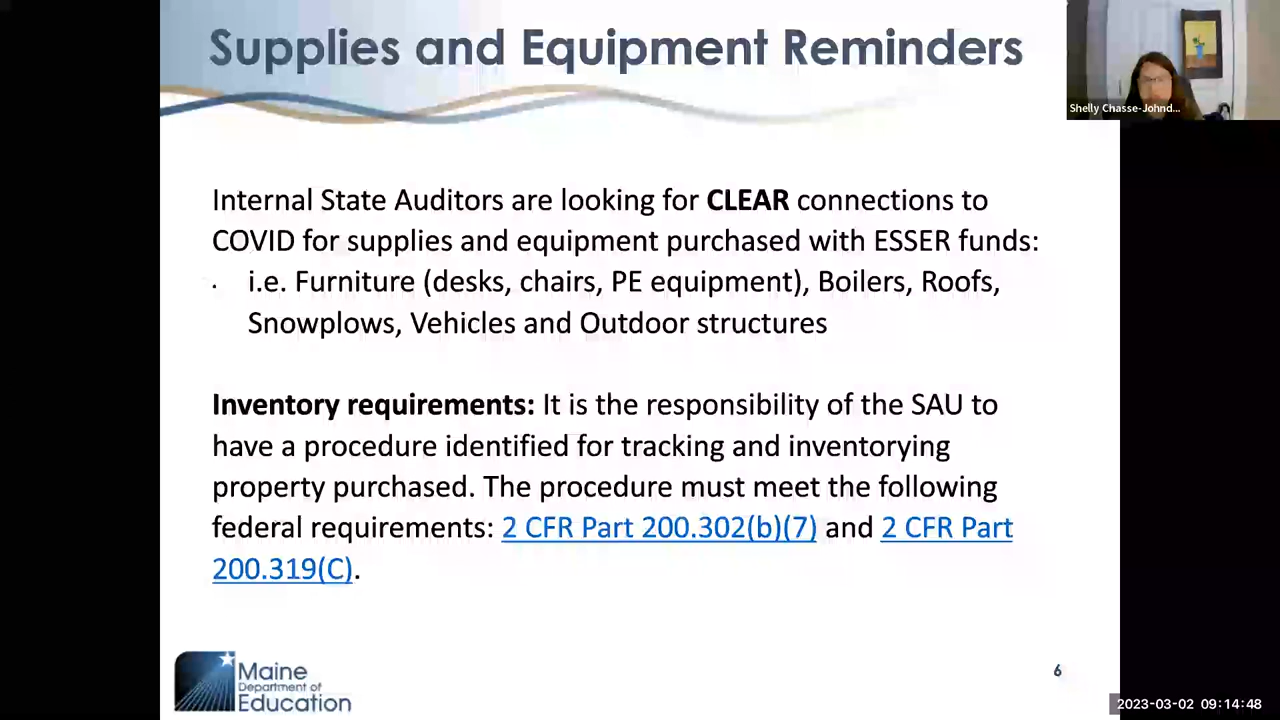 Supplies and Equipment Reminders
Shelly Chasse-Johnd...
Internal State Auditors are looking for CLEAR connections to
COVID for supplies and equipment purchased with ESSER funds:
· i.e. Furniture (desks, chairs, PE equipment), Boilers, Roofs,
Snowplows, Vehicles and Outdoor structures
Inventory requirements: It is the responsibility of the SAU to
have a procedure identified for tracking and inventorying
property purchased. The procedure must meet the following
federal requirements: 2 CFR Part 200.302(b)(7) and 2 CFR Part
200.319(C).
Maine
Department of
Education
6
2023-03-02 09:14:48